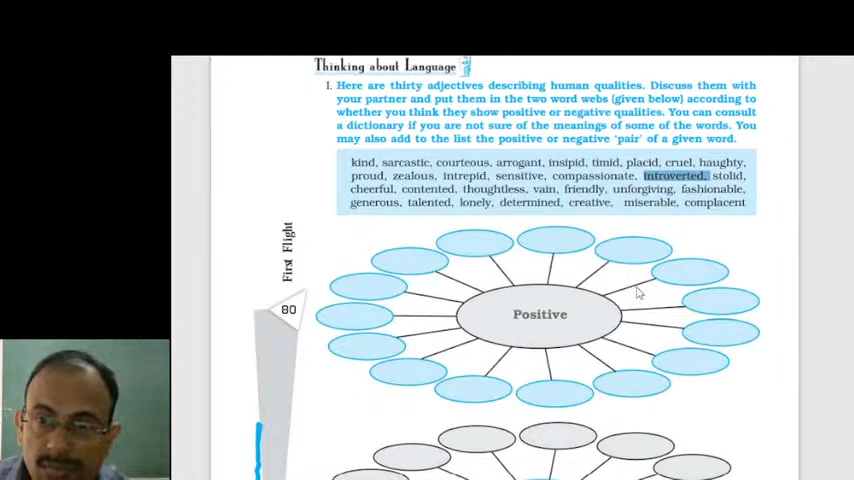 Thinking about Language
I. Here are thirty adjectives describing human qualities. Discuss them with
your partner and put them in the two word webs (given below) according to
whether you think they show positive or negative qualities. You can consult
a dictionary if you are not sure of the meanings of some of the words. You
may also add to the list the positive or negative ‘pair’ of a given word.
kind, sarcastic, courteous, arrogant, insipid, timid, placid, cruel, haughty,
proud, zealous, intrepid, sensitive, compassionate, introverted, stolid,
cheerful, contented, thoughtless, vain, friendly, unforgiving, fashionable,
generous, talented, lonely, determined, creative, miserable, complacent
First Flight
80
Positive